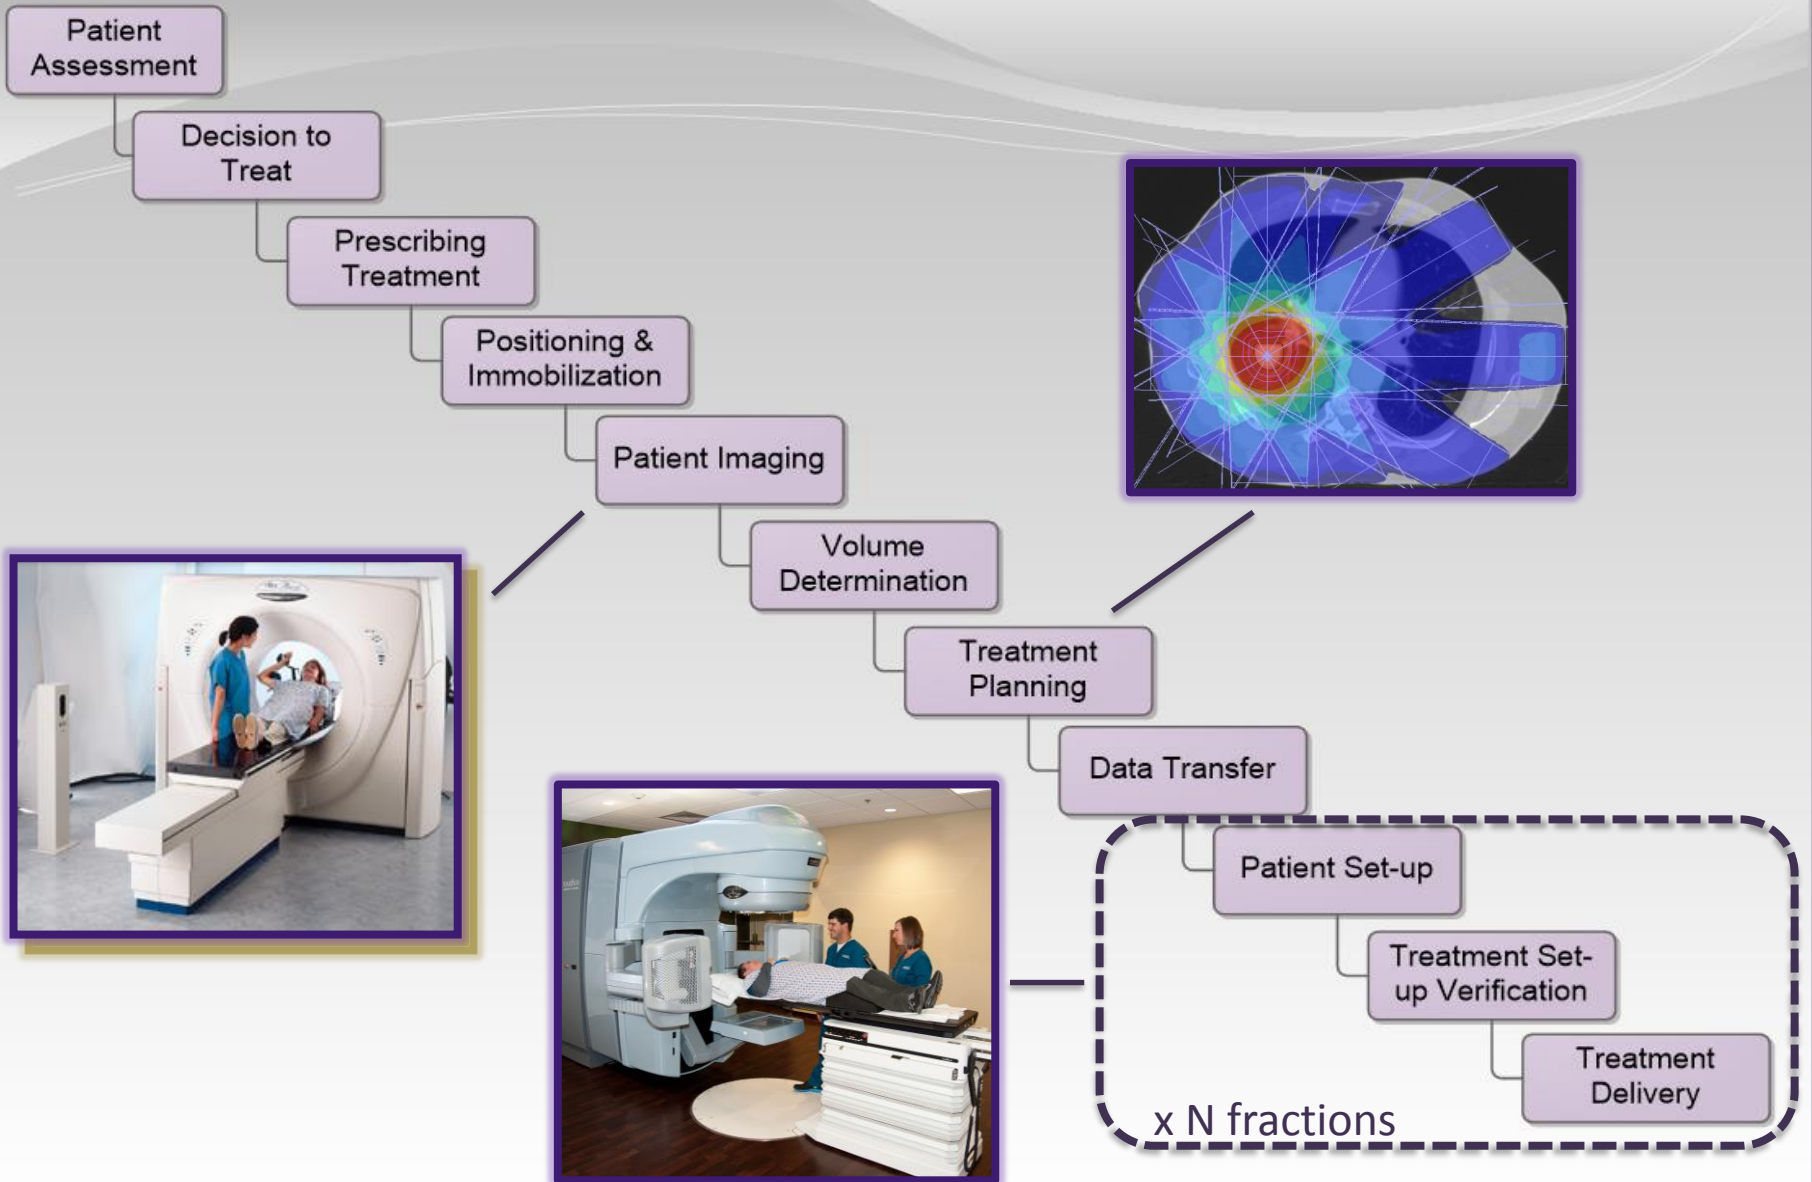 Patient
Assessment
Decision to
Treat
Prescribing
Treatment
Positioning &
Immobilization
Patient Imaging
Volume
Determination
Treatment
Planning
Data Transfer
Patient Set-up
Treatment Set-
up Verification
Treatment
Delivery
x N fractions